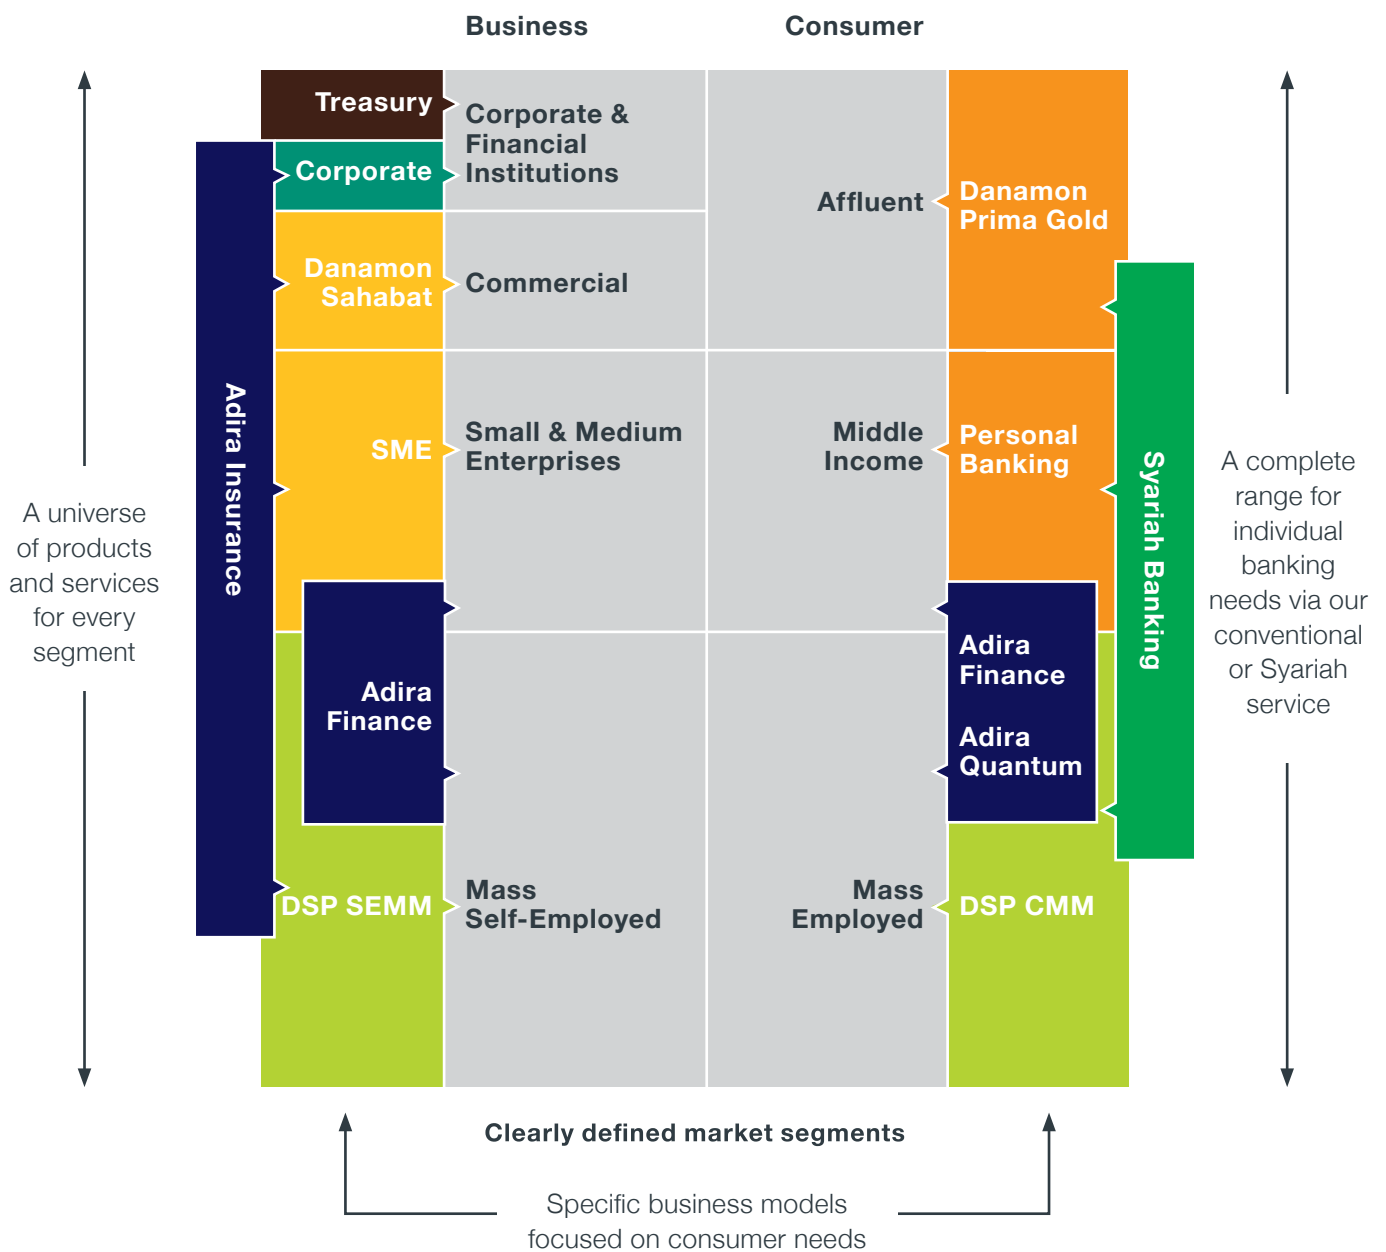 Business
Consumer
Treasury
Corporate &
Financial
Institutions
Corporate
Danamon
Sahabat
Commercial
Affluent
Danamon
Prima Gold
Adira Insurance
SME
Small & Medium
Enterprises
Middle
Income
Personal
Banking
Syariah Banking
A universe
of products
and services
for every
segment
A complete
range for
individual
banking
needs via our
conventional
or Syariah
service
Adira
Finance
Adira
Finance
Adira
Quantum
DSP SEMM
Mass
Self-Employed
Mass
Employed
DSP CMM
Clearly defined market segments
Specific business models
focused on consumer needs